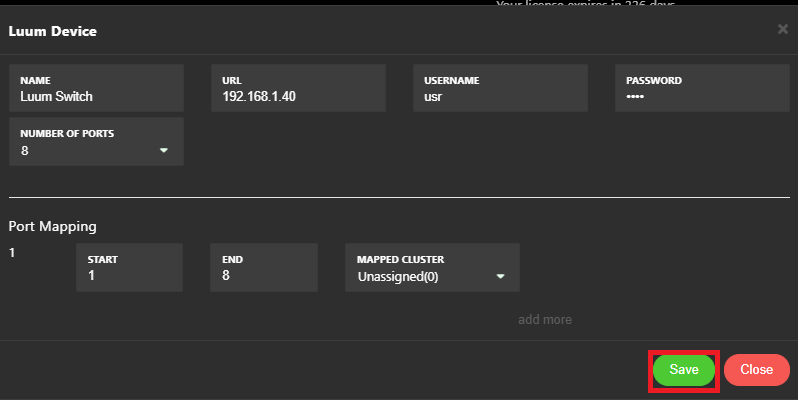 Your license expires in 226 days
Luum Device
×
NAME
Luum Switch
URL
192.168.1.40
USERNAME
usr
PASSWORD
••••
NUMBER OF PORTS
8
Port Mapping
1
START
1
END
8
MAPPED CLUSTER
Unassigned(0)
add more
Save
Close